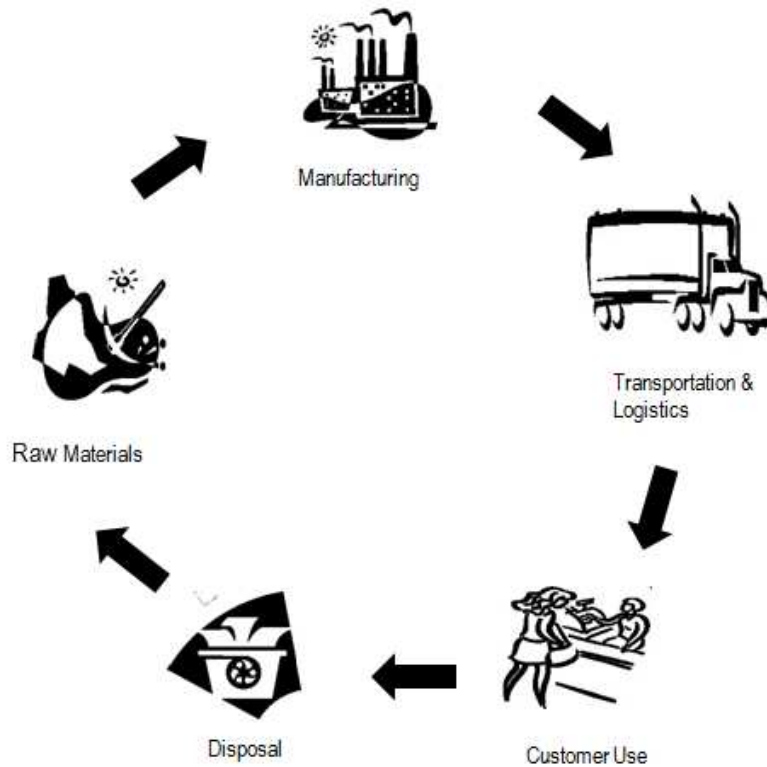 Manufacturing
Transportation &
Logistics
Raw Materials
Disposal
Customer Use